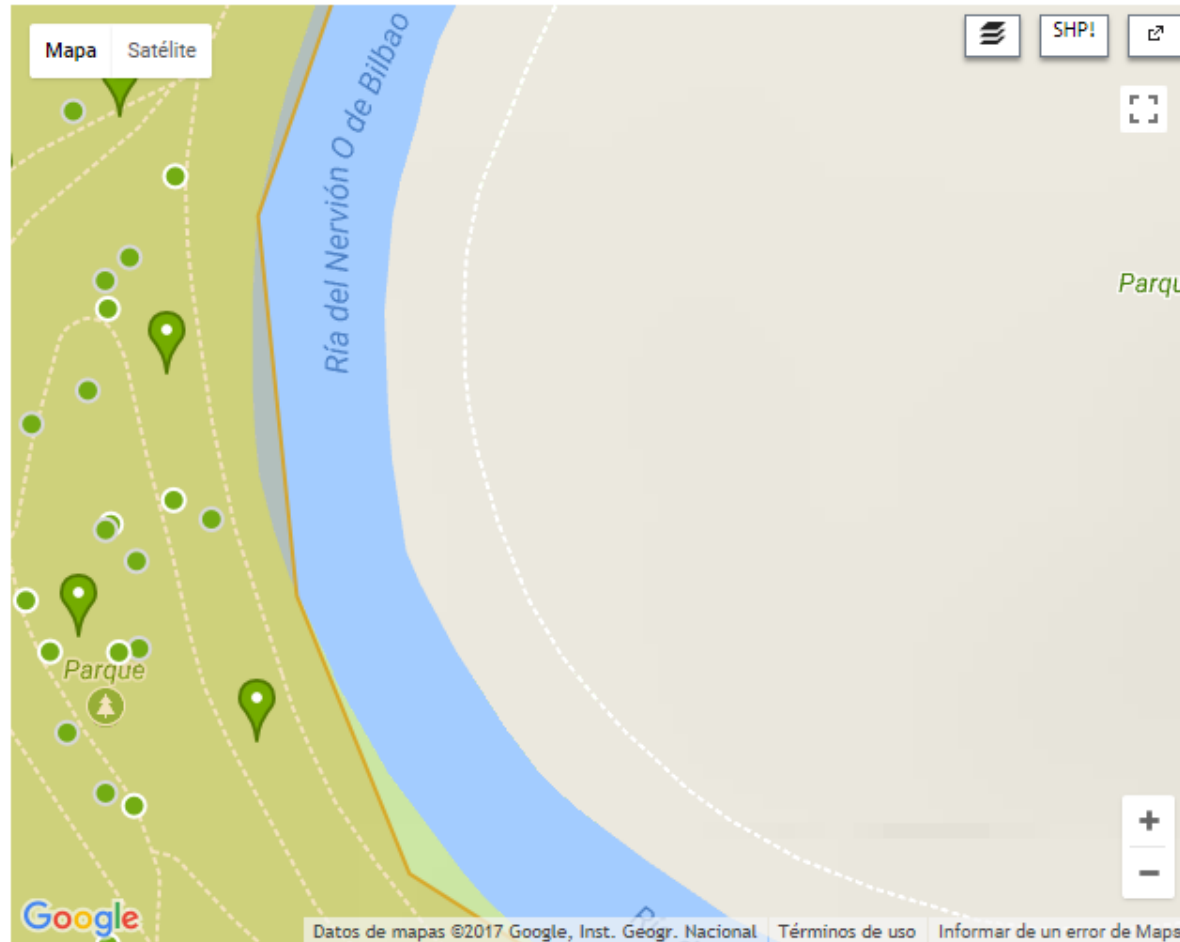 Mapa Satélite
SHP!
Ría del Nervión O de Bilbao
Parqu
Parque
Google
Datos de mapas ©2017 Google, Inst. Geogr. Nacional Términos de uso Informar de un error de Maps